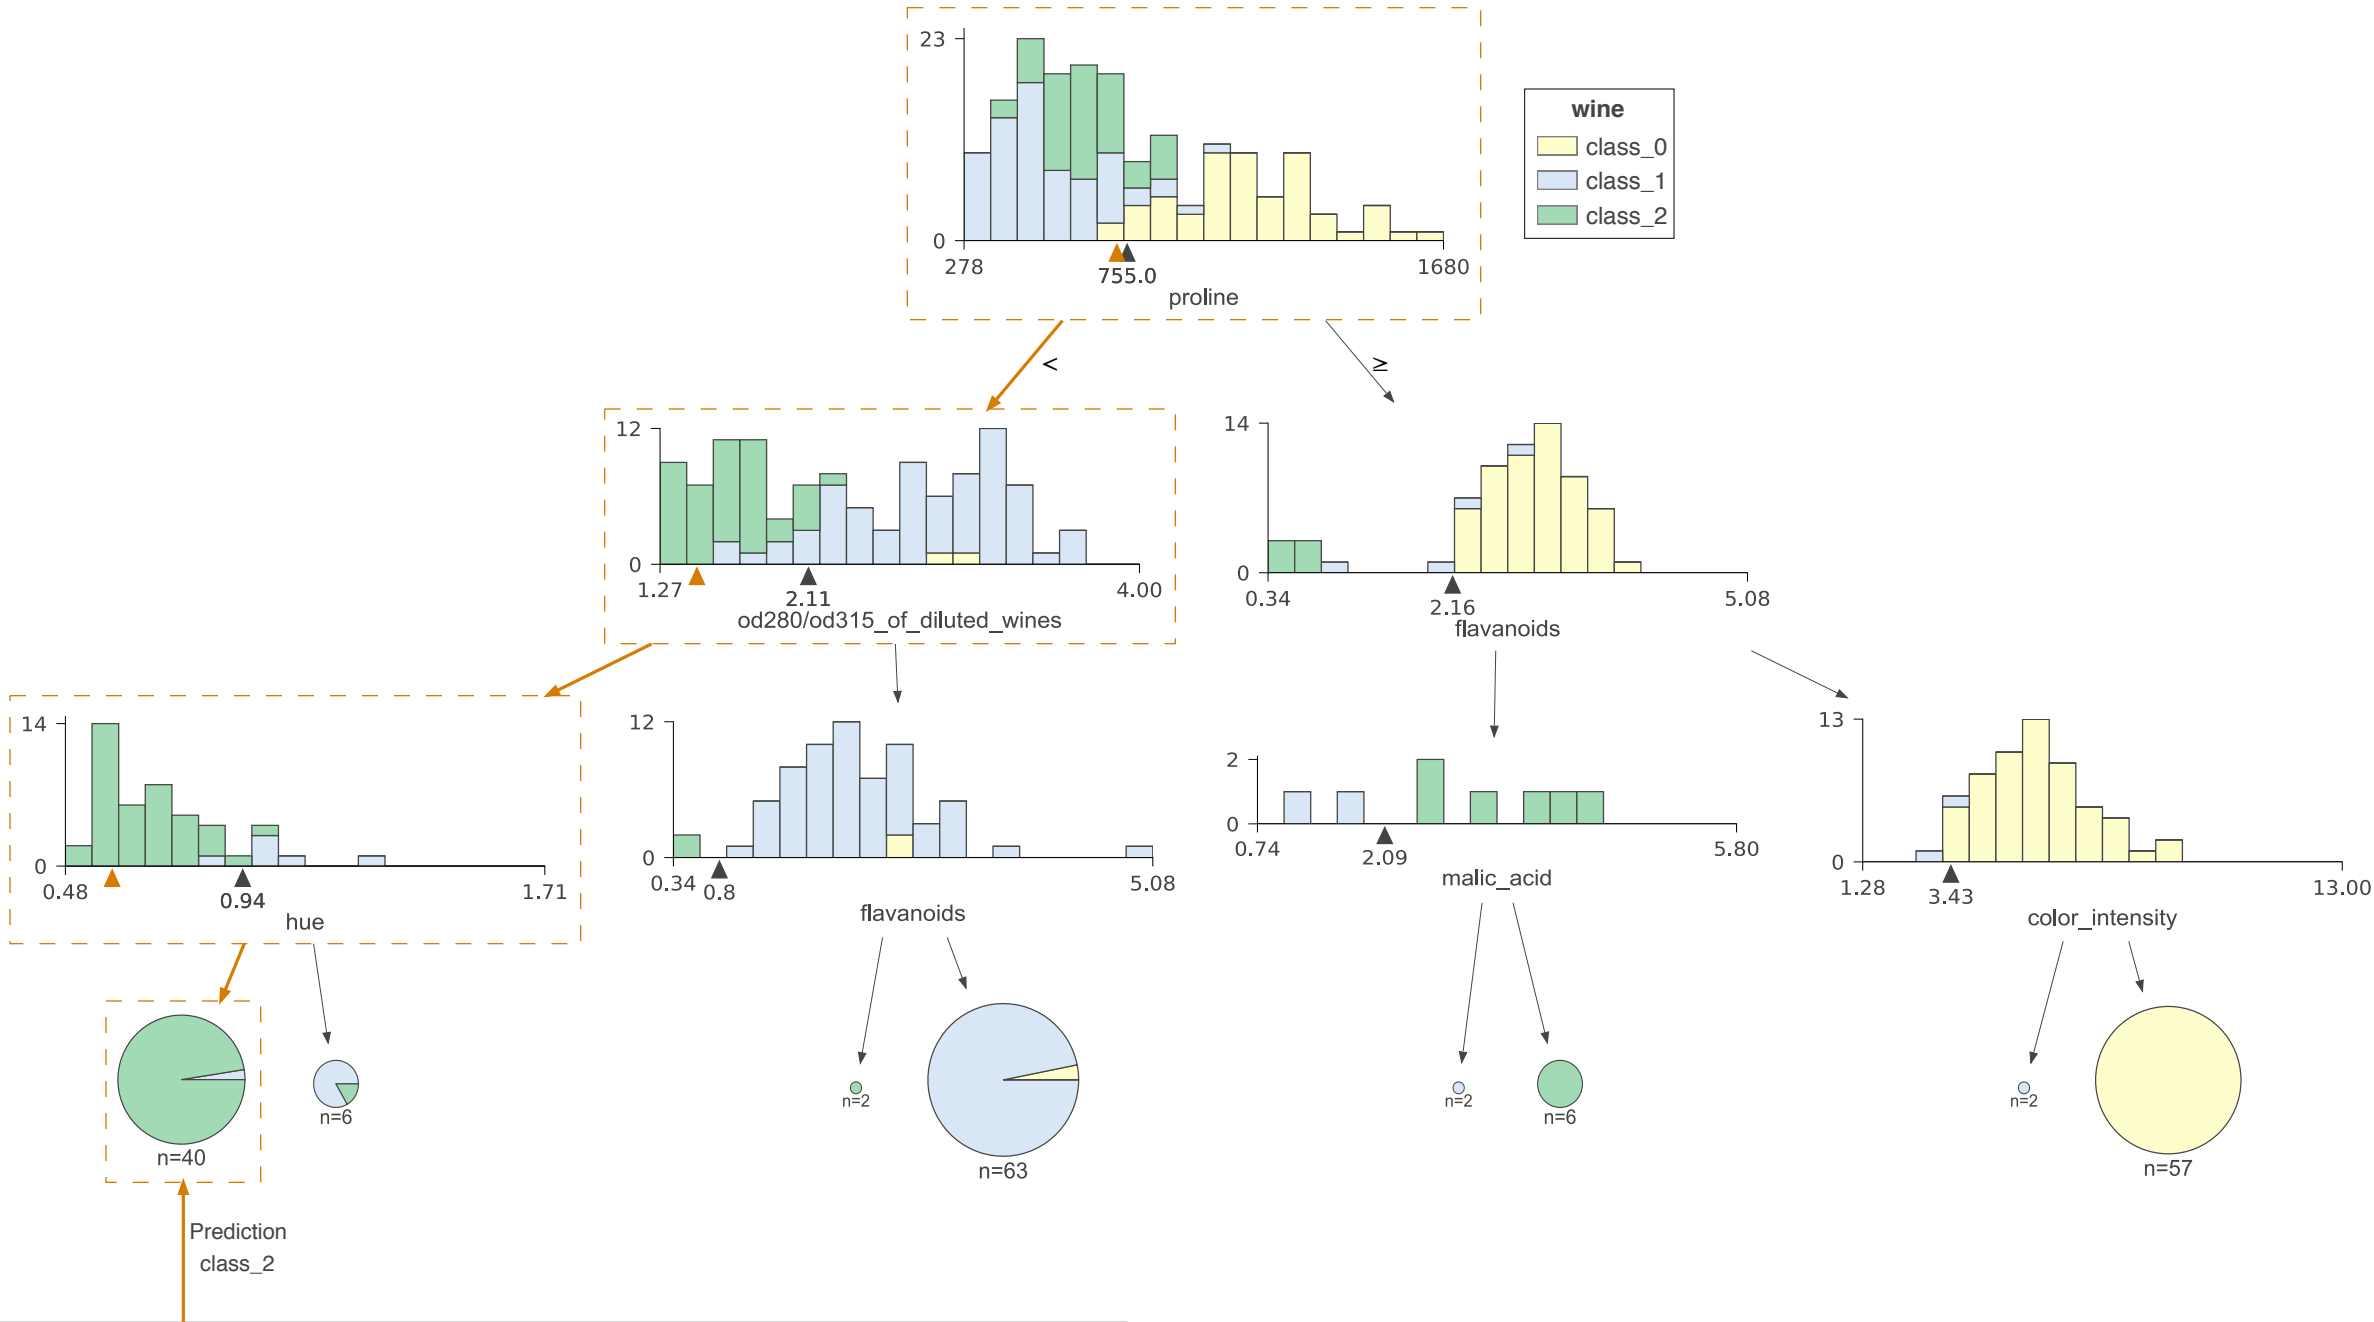 23
0
278
755.0
1680
proline
wine
class_0
class_1
class_2
<
≥
12
0
1.27
2.11
4.00
od280/od315_of_diluted_wines
14
0
0.34
2.16
5.08
flavanoids
14
0
0.48
0.94
1.71
hue
12
0
0.34
0.8
5.08
flavanoids
2
0
0.74
2.09
5.80
malic_acid
13
0
1.28
3.43
13.00
color_intensity
n=40
n=6
n=2
n=63
n=2
n=6
n=2
n=57
Prediction
class_2